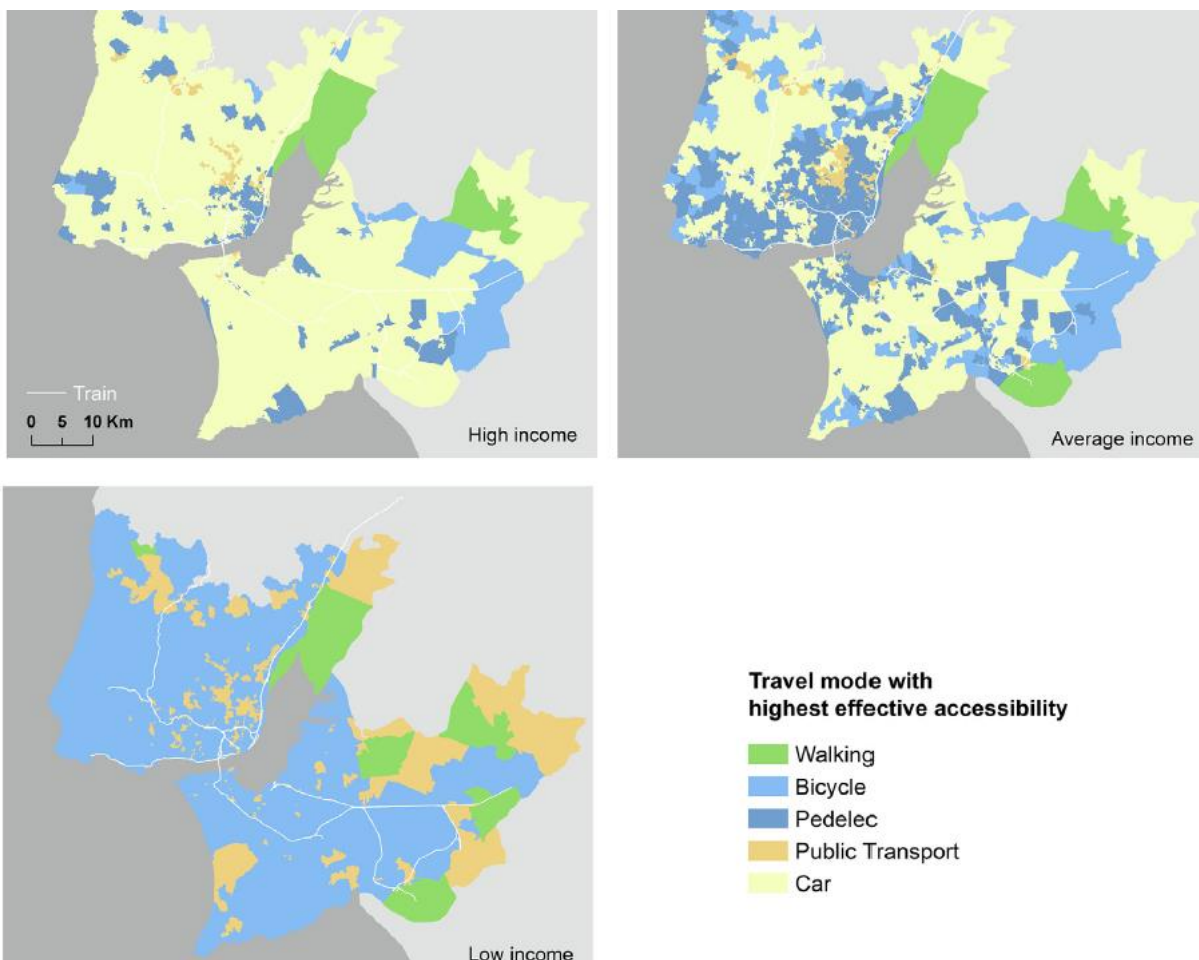 Train
0 5 10 Km
High income
Average income
Low income
Travel mode with
highest effective accessibility
Walking
Bicycle
Pedelec
Public Transport
Car